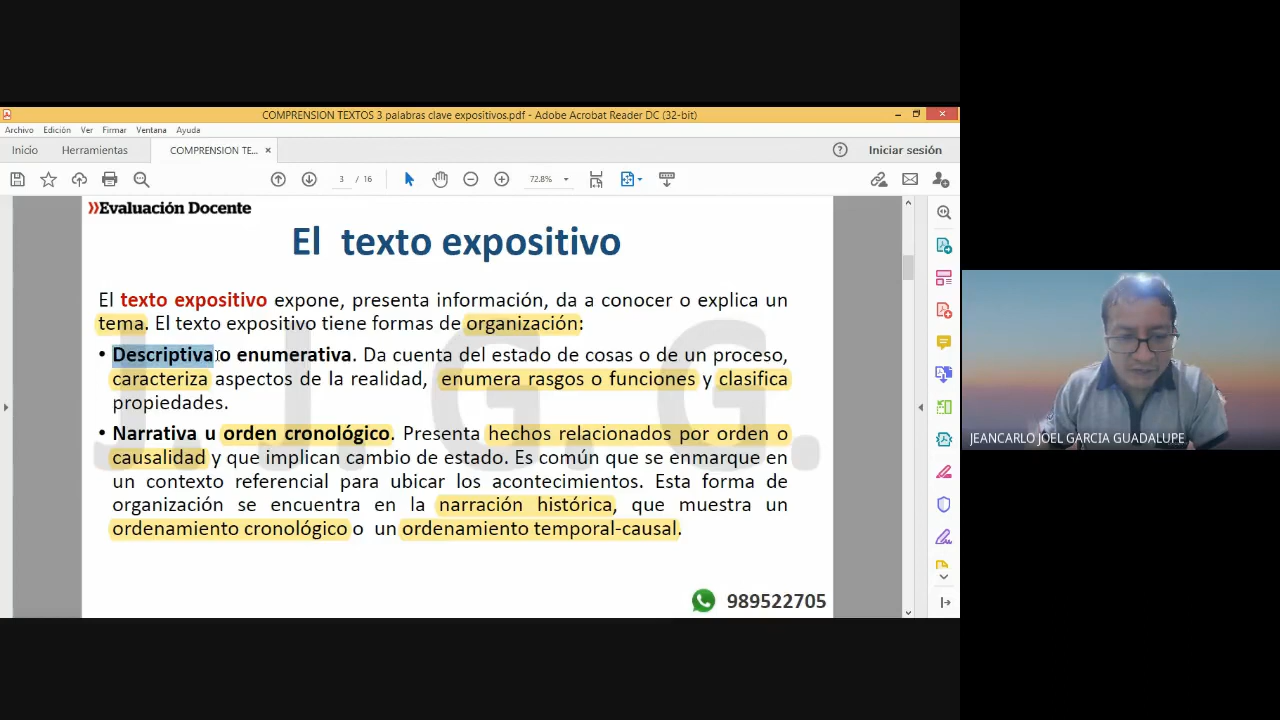 COMPRENSION TEXTOS 3 palabras clave expositivos.pdf - Adobe Acrobat Reader DC (32-bit)
Archivo Edición Ver Firmar Ventana Ayuda
Inicio Herramientas COMPRENSION TE... × Iniciar sesión
3 / 16 72.8%
»Evaluación Docente
El texto expositivo
El texto expositivo expone, presenta información, da a conocer o explica un
tema. El texto expositivo tiene formas de organización:
• Descriptiva o enumerativa. Da cuenta del estado de cosas o de un proceso,
caracteriza aspectos de la realidad, enumera rasgos o funciones y clasifica
propiedades.
• Narrativa u orden cronológico. Presenta hechos relacionados por orden o
causalidad y que implican cambio de estado. Es común que se enmarque en
un contexto referencial para ubicar los acontecimientos. Esta forma de
organización se encuentra en la narración histórica, que muestra un
ordenamiento cronológico o un ordenamiento temporal-causal.
J. J. G. G.
989522705
JEANCARLO JOEL GARCIA GUADALUPE